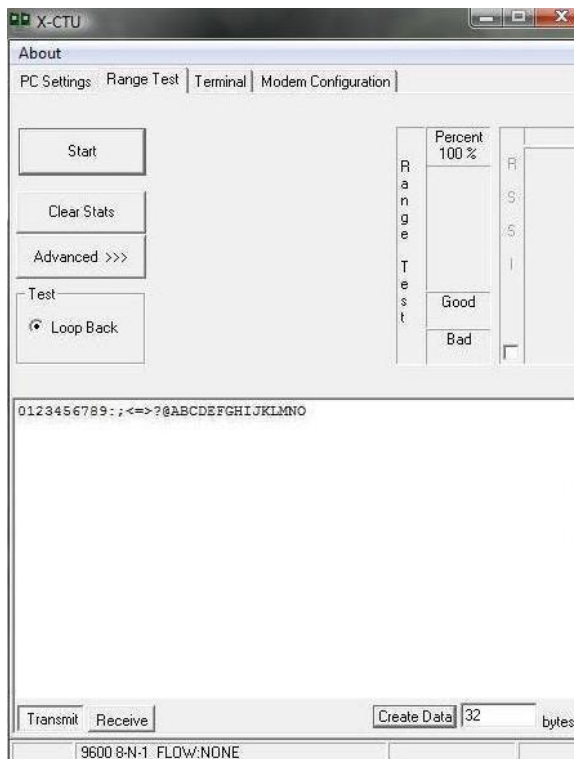 X-CTU
About
PC Settings Range Test Terminal Modem Configuration
Start
Clear Stats
Advanced >>>
Test
Loop Back
Range Test
Percent
100 %
Good
Bad
RSSI
0123456789:;<=>?@ABCDEFGHIJKLMNO
Transmit Receive
Create Data 32 bytes
9600 8-N-1 FLOW:NONE